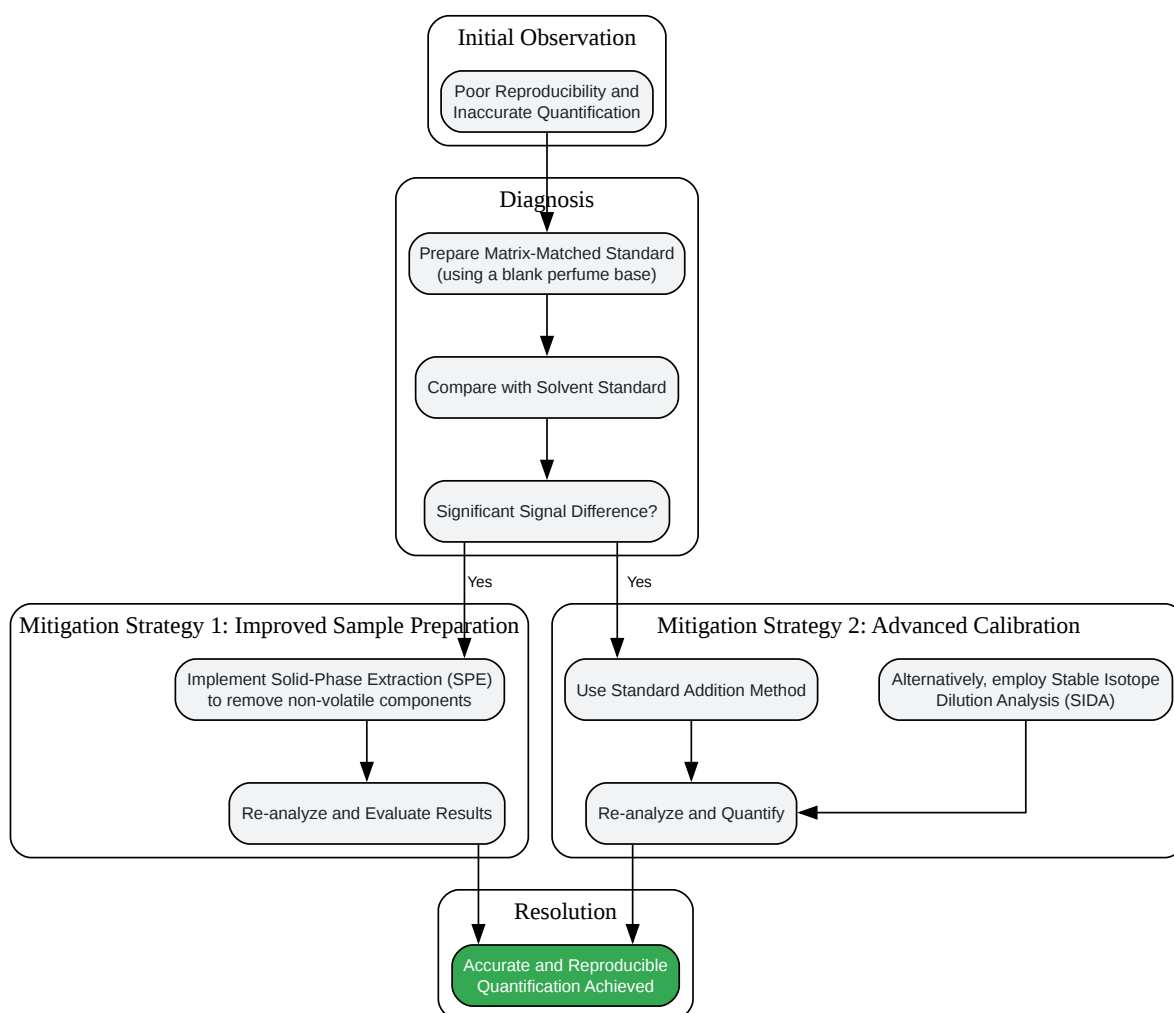 Initial Observation
Poor Reproducibility and
Inaccurate Quantification
Diagnosis
Prepare Matrix-Matched Standard
(using a blank perfume base)
Compare with Solvent Standard
Significant Signal Difference?
Yes
Yes
Mitigation Strategy 1: Improved Sample Preparation
Implement Solid-Phase Extraction (SPE)
to remove non-volatile components
Re-analyze and Evaluate Results
Mitigation Strategy 2: Advanced Calibration
Use Standard Addition Method
Alternatively, employ Stable Isotope
Dilution Analysis (SIDA)
Re-analyze and Quantify
Resolution
Accurate and Reproducible
Quantification Achieved